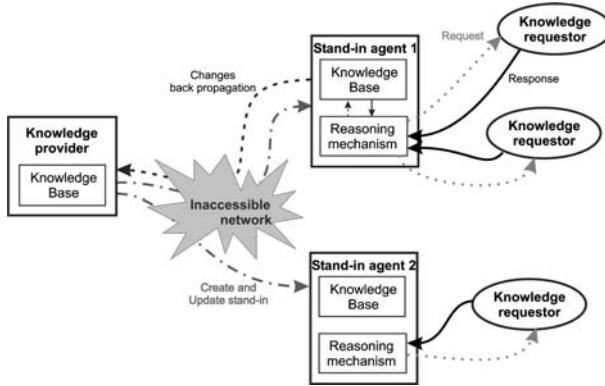 Knowledge
requestor
Stand-in agent 1
Request
Changes
back propagation
Knowledge
Base
Response
Knowledge
provider
Reasoning
mechanism
Knowledge
requestor
Knowledge
Base
Inaccessible
network
Stand-in agent 2
Create and
Update stand-in
Knowledge
Base
Knowledge
requestor
Reasoning
mechanism